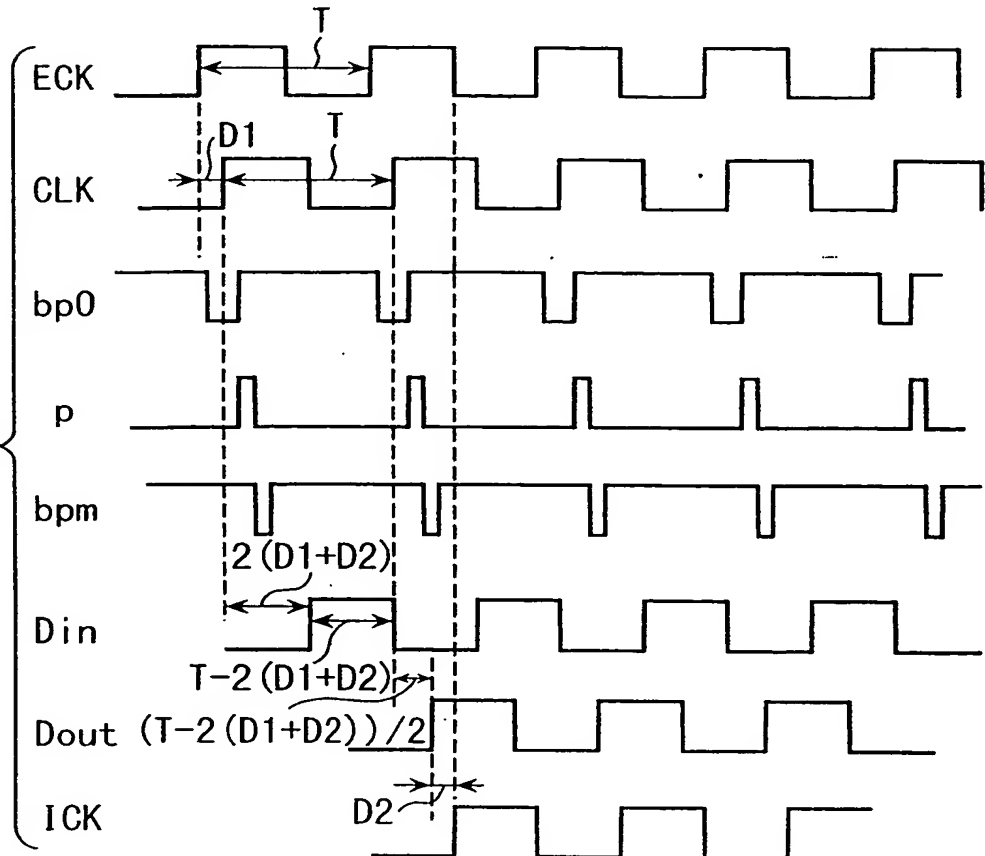 T
ECK
D1
T
CLK
bp0
p
bpm
2(D1+D2)
Din
T-2(D1+D2)
Dout (T-2(D1+D2))/2
D2
ICK